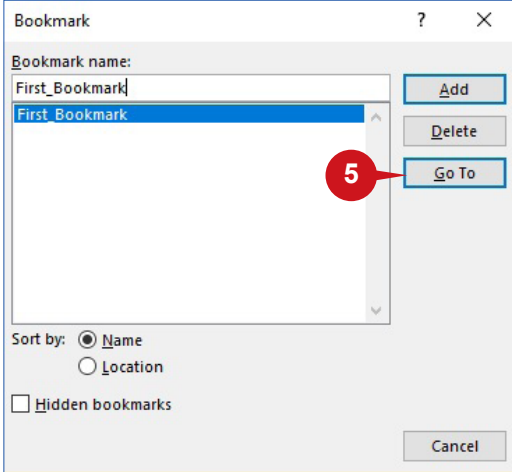 Bookmark ?
Bookmark name:
First_Bookmark
Add
First_Bookmark
Delete
5
Go To
Sort by: Name
Location
Hidden bookmarks
Cancel